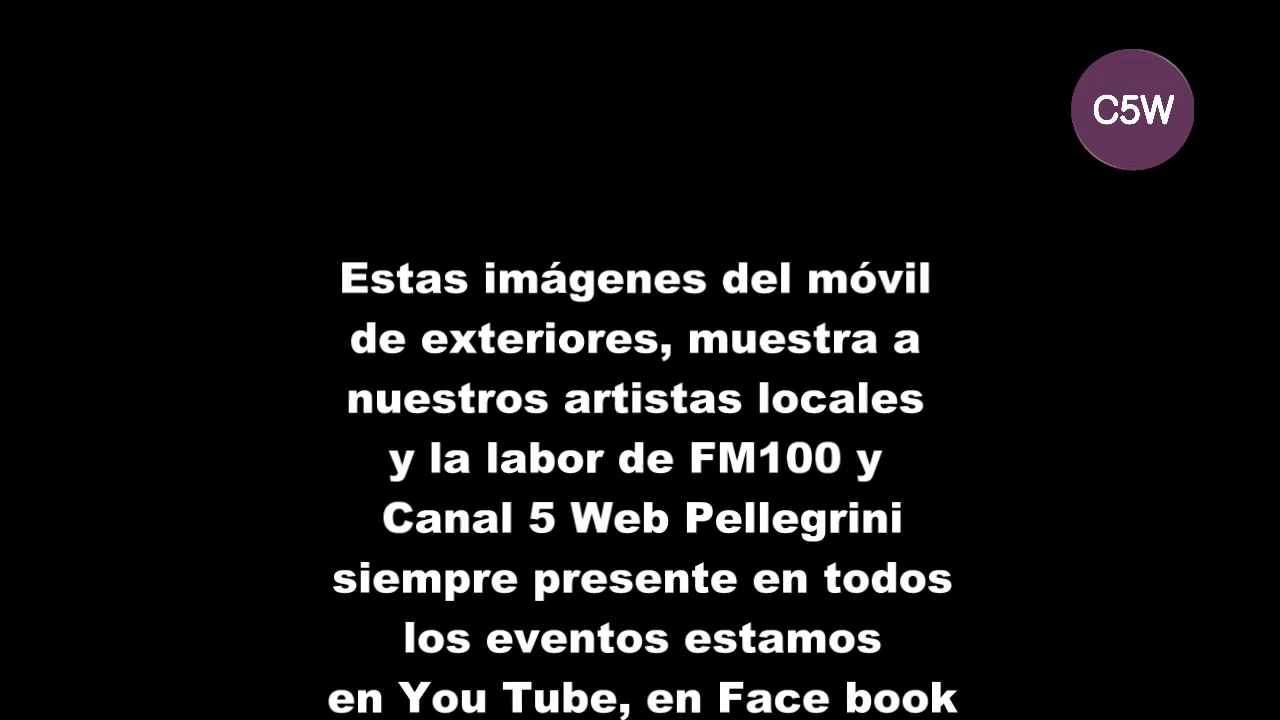 C5W
Estas imágenes del móvil
de exteriores, muestra a
nuestros artistas locales
y la labor de FM100 y
Canal 5 Web Pellegrini
siempre presente en todos
los eventos estamos
en You Tube, en Face book